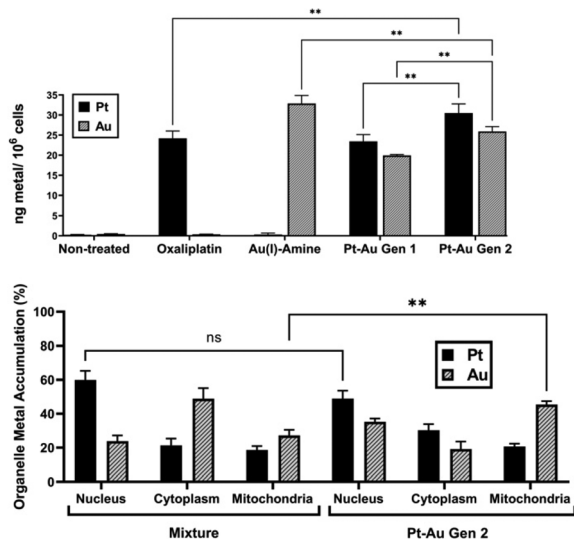 **
**
**
**
ng metal/ 10⁶ cells
35
30
25
20
15
10
5
0
Pt
Au
Non-treated Oxaliplatin Au(I)-Amine Pt-Au Gen 1 Pt-Au Gen 2
Organelle Metal Accumulation (%)
100
80
60
40
20
0
**
ns
Pt
Au
Nucleus Cytoplasm Mitochondria Nucleus Cytoplasm Mitochondria
Mixture Pt-Au Gen 2